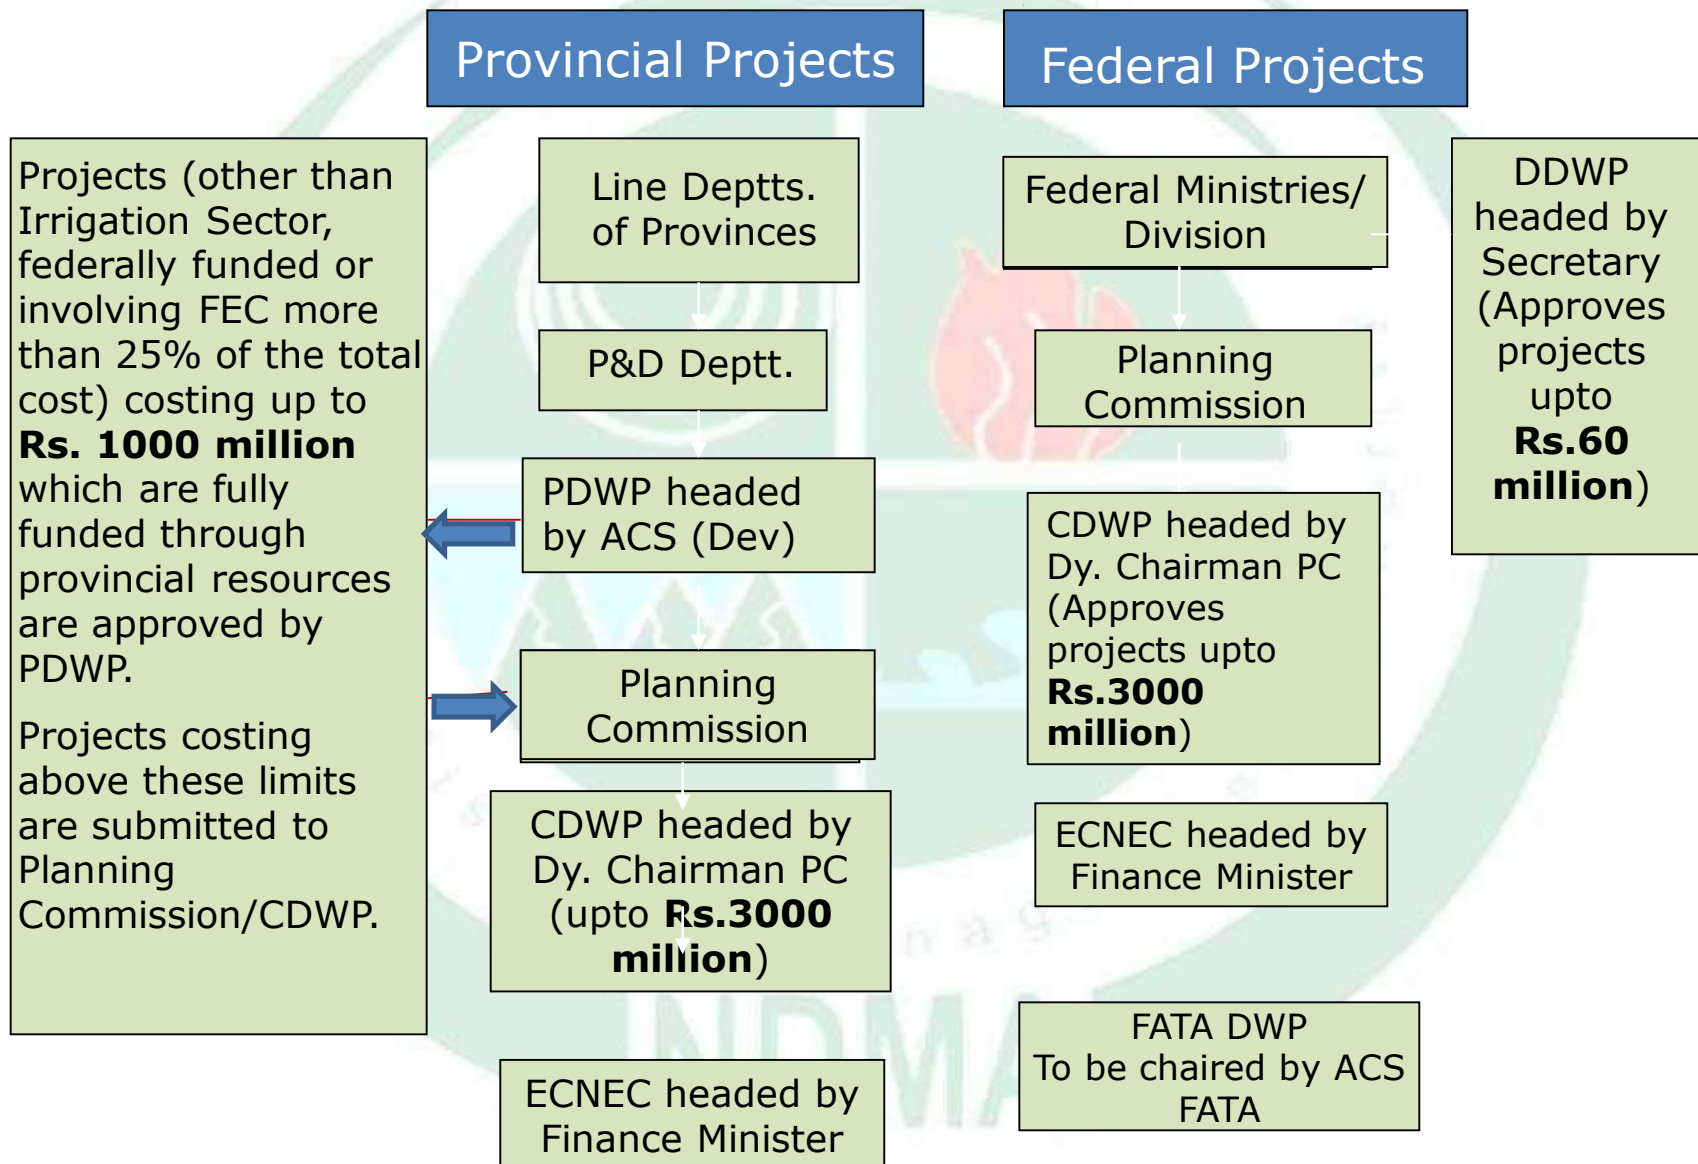 Provincial Projects
Federal Projects
Projects (other than
Irrigation Sector,
federally funded or
involving FEC more
than 25% of the total
cost) costing up to
Rs. 1000 million
which are fully
funded through
provincial resources
are approved by
PDWP.
Projects costing
above these limits
are submitted to
Planning
Commission/CDWP.
Line Deptts.
of Provinces
P&D Deptt.
PDWP headed
by ACS (Dev)
Planning
Commission
CDWP headed by
Dy. Chairman PC
(upto Rs.3000
million)
ECNEC headed by
Finance Minister
Federal Ministries/
Division
Planning
Commission
CDWP headed by
Dy. Chairman PC
(Approves
projects upto
Rs.3000
million)
ECNEC headed by
Finance Minister
FATA DWP
To be chaired by ACS
FATA
DDWP
headed by
Secretary
(Approves
projects
upto
Rs.60
million)
NDMA